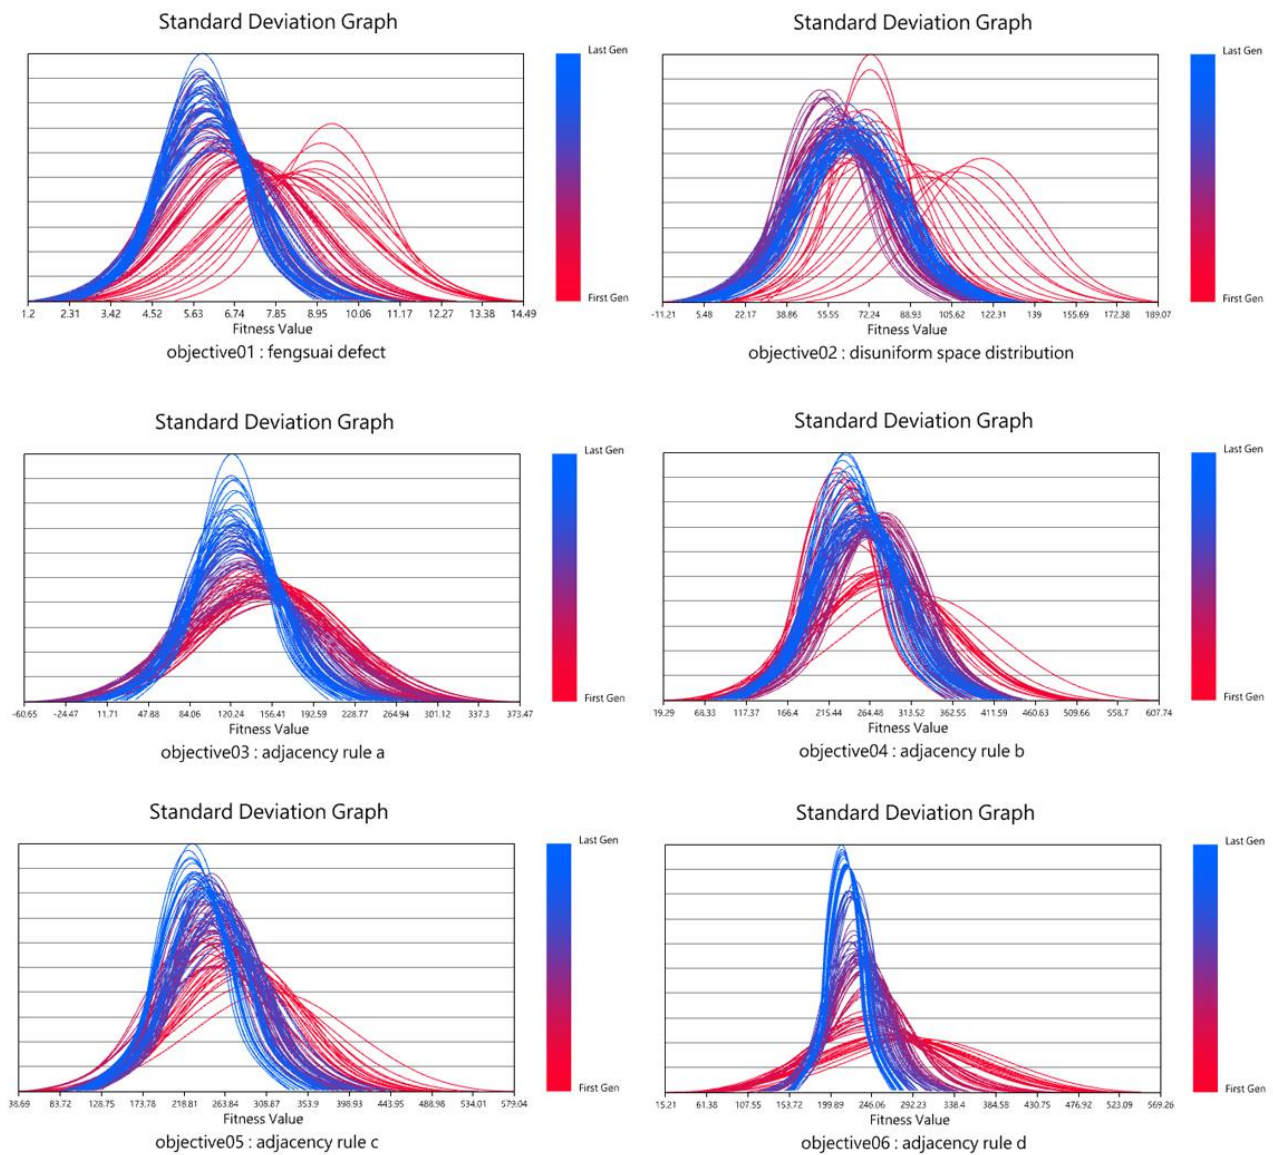 Standard Deviation Graph
Last Gen
First Gen
1.2 2.31 3.42 4.52 5.63 6.74 7.85 8.95 10.06 11.17 12.27 13.38 14.49
Fitness Value
objective01 : fengsuai defect
Standard Deviation Graph
Last Gen
First Gen
-11.21 5.48 22.17 38.86 55.55 72.24 88.93 105.62 122.31 139 155.69 172.38 189.07
Fitness Value
objective02 : disuniform space distribution
Standard Deviation Graph
Last Gen
First Gen
-60.65 -24.47 11.71 47.88 84.06 120.24 156.41 192.59 228.77 264.94 301.12 337.3 373.47
Fitness Value
objective03 : adjacency rule a
Standard Deviation Graph
Last Gen
First Gen
19.29 68.33 117.37 166.4 215.44 264.48 313.52 362.55 411.59 460.63 509.66 558.7 607.74
Fitness Value
objective04 : adjacency rule b
Standard Deviation Graph
Last Gen
First Gen
38.69 83.72 128.75 173.78 218.81 263.84 308.87 353.9 398.93 443.95 488.98 534.01 579.04
Fitness Value
objective05 : adjacency rule c
Standard Deviation Graph
Last Gen
First Gen
15.21 61.38 107.55 153.72 199.89 246.06 292.23 338.4 384.58 430.75 476.92 523.09 569.26
Fitness Value
objective06 : adjacency rule d